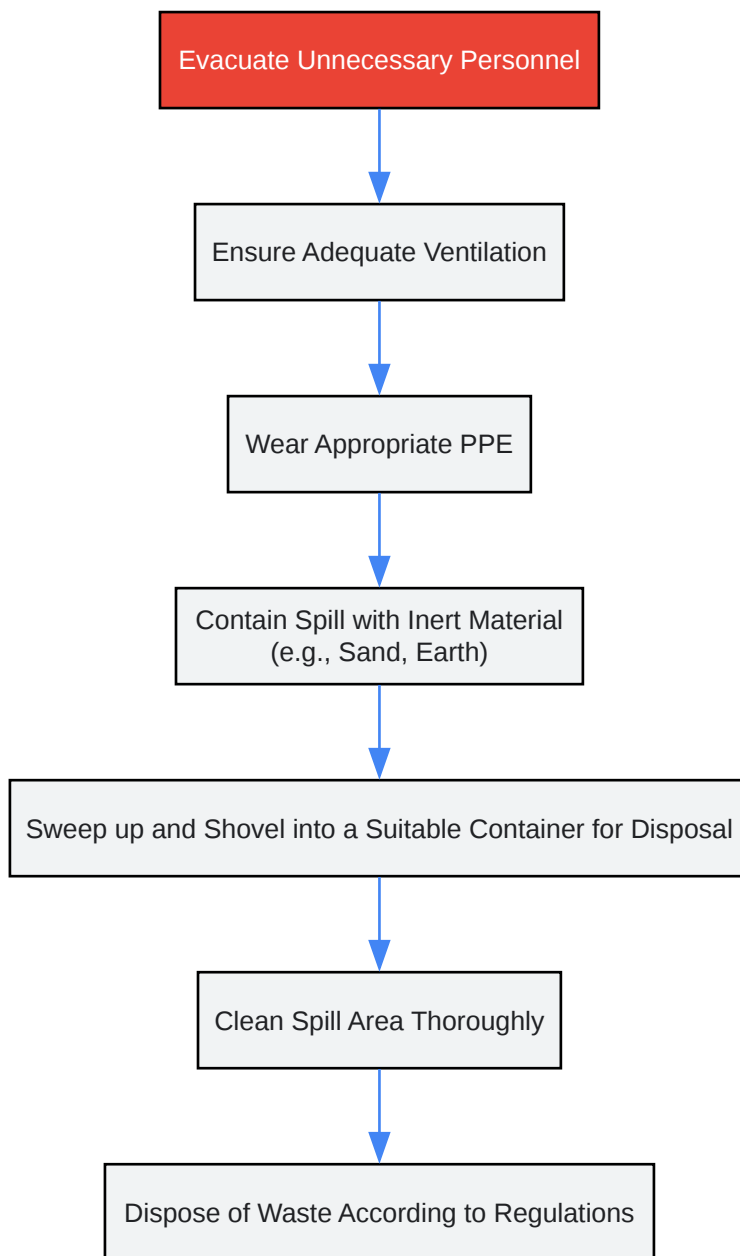 Evacuate Unnecessary Personnel
Ensure Adequate Ventilation
Wear Appropriate PPE
Contain Spill with Inert Material
(e.g., Sand, Earth)
Sweep up and Shovel into a Suitable Container for Disposal
Clean Spill Area Thoroughly
Dispose of Waste According to Regulations